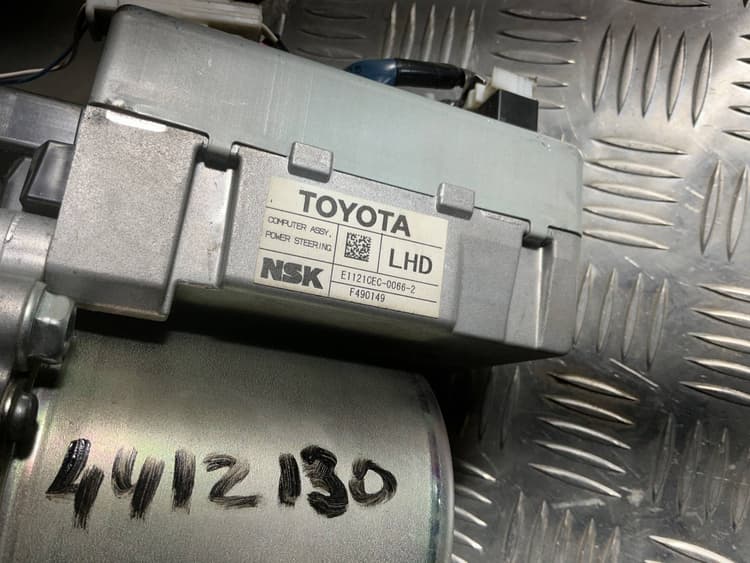 TOYOTA
COMPUTER ASSY,
POWER STEERING
LHD
NSK
E1121CEC-0066-2
F490149
4412130